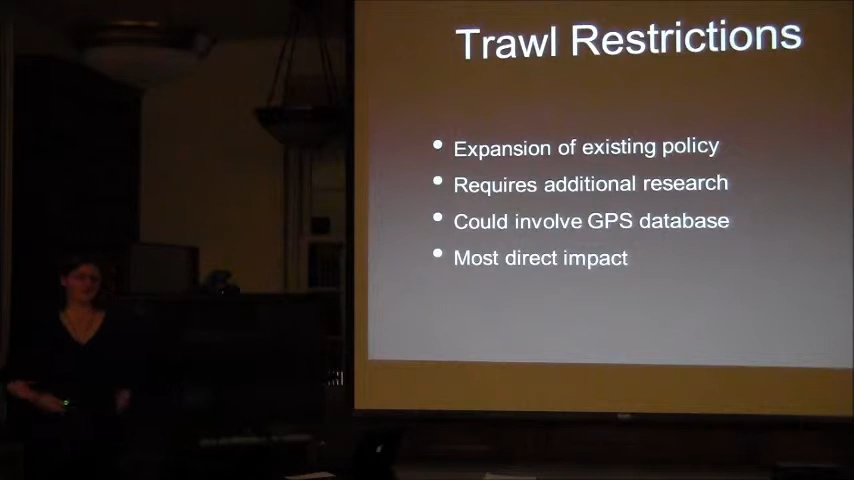 Trawl Restrictions
• Expansion of existing policy
• Requires additional research
• Could involve GPS database
• Most direct impact